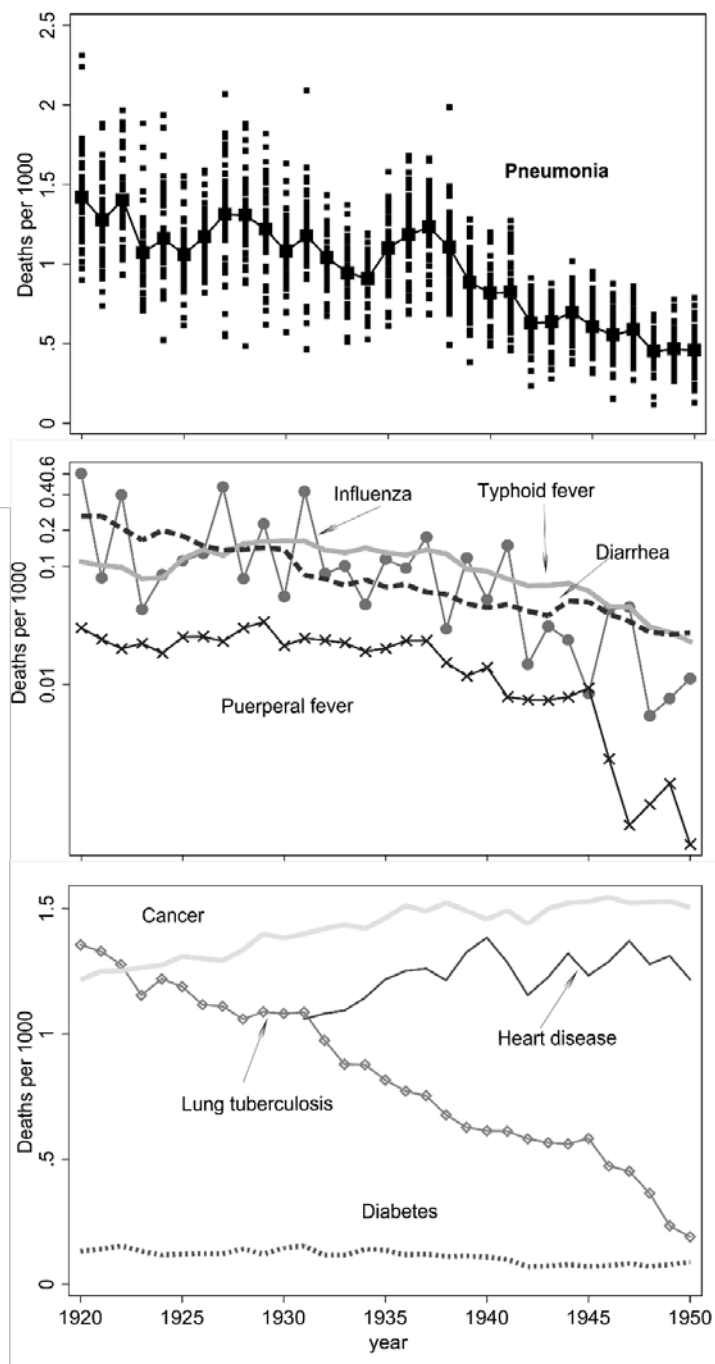 2.5
2
1.5
1
.5
0
Deaths per 1000
Pneumonia
0.40.6
0.2
0.1
0.01
Deaths per 1000
Influenza
Typhoid fever
Diarrhea
Puerperal fever
1.5
1
.5
0
Deaths per 1000
Cancer
Heart disease
Lung tuberculosis
Diabetes
1920 1925 1930 1935 1940 1945 1950
year